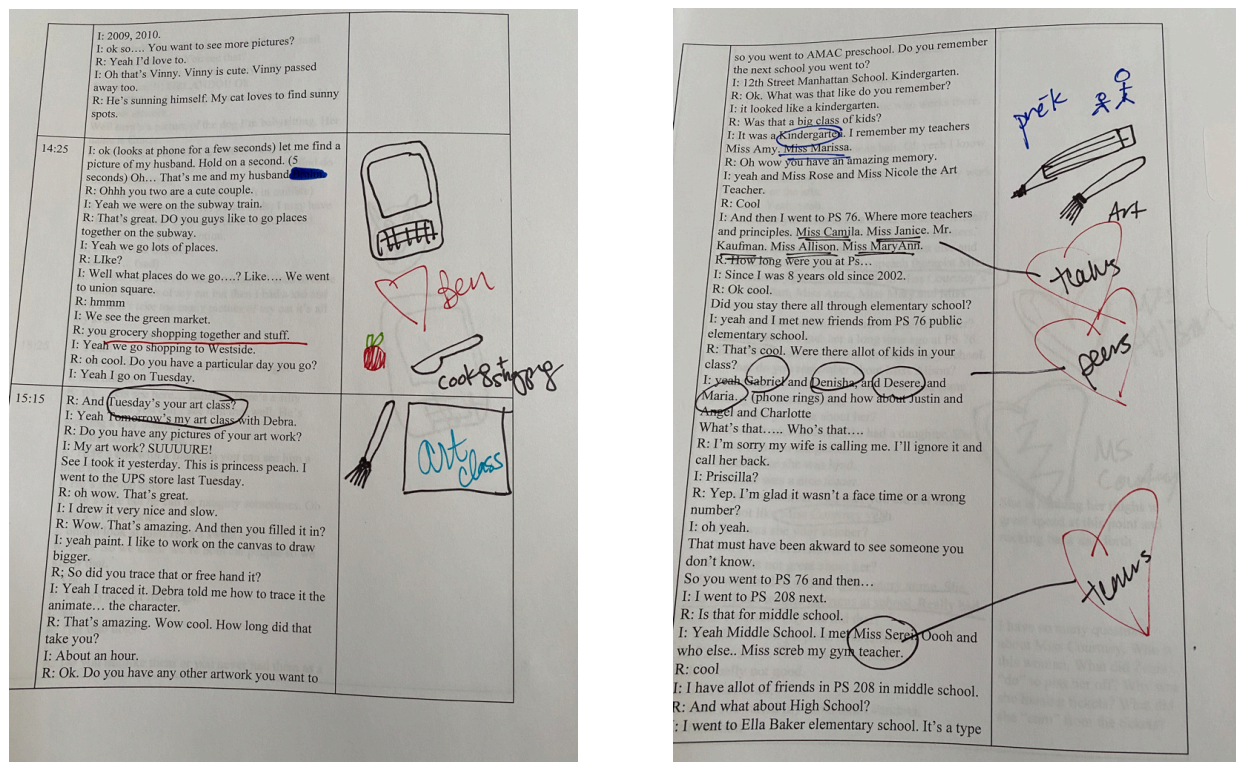 I: 2009, 2010.
I: ok so…. You want to see more pictures?
R: Yeah I'd love to.
I: Oh that's Vinny. Vinny is cute. Vinny passed
away too.
R: He's sunning himself. My cat loves to find sunny
spots.
14:25
I: ok (looks at phone for a few seconds) let me find a
picture of my husband. Hold on a second. (5
seconds) Oh… That's me and my husband
R: Ohhh you two are a cute couple.
I: Yeah we were on the subway train.
R: That's great. DO you guys like to go places
together on the subway.
I: Yeah we go lots of places.
R: LIke?
I: Well what places do we go….? Like…. We went
to union square.
R: hmmm
I: We see the green market.
R: you grocery shopping together and stuff.
I: Yeah we go shopping to Westside.
R: oh cool. Do you have a particular day you go?
I: Yeah I go on Tuesday.
Ben
cooking + shopping
15:15
R: And Tuesday's your art class?
I: Yeah Tomorrow's my art class with Debra.
R: Do you have any pictures of your art work?
I: My art work? SUUUURE!
See I took it yesterday. This is princess peach. I
went to the UPS store last Tuesday.
R: oh wow. That's great.
I: I drew it very nice and slow.
R: Wow. That's amazing. And then you filled it in?
I: yeah paint. I like to work on the canvas to draw
bigger.
R; So did you trace that or free hand it?
I: Yeah I traced it. Debra told me how to trace it the
animate… the character.
R: That's amazing. Wow cool. How long did that
take you?
I: About an hour.
R: Ok. Do you have any other artwork you want to
art
class
so you went to AMAC preschool. Do you remember
the next school you went to?
I: 12th Street Manhattan School. Kindergarten.
R: Ok. What was that like do you remember?
I: it looked like a kindergarten.
R: Was that a big class of kids?
I: It was a Kindergarten. I remember my teachers
Miss Amy. Miss Marissa.
R: Oh wow you have an amazing memory.
I: yeah and Miss Rose and Miss Nicole the Art
Teacher.
R: Cool
I: And then I went to PS 76. Where more teachers
and principles. Miss Camila. Miss Janice. Mr.
Kaufman. Miss Allison. Miss MaryAnn.
R: How long were you at Ps…
I: Since I was 8 years old since 2002.
R: Ok cool.
Did you stay there all through elementary school?
I: yeah and I met new friends from PS 76 public
elementary school.
R: That's cool. Were there allot of kids in your
class?
I: yeah Gabriel and Denisha, and Desere, and
Maria… (phone rings) and how about Justin and
Angel and Charlotte
What's that….. Who's that….
R: I'm sorry my wife is calling me. I'll ignore it and
call her back.
I: Priscilla?
R: Yep. I'm glad it wasn't a face time or a wrong
number?
I: oh yeah.
That must have been akward to see someone you
don't know.
So you went to PS 76 and then…
I: I went to PS 208 next.
R: Is that for middle school.
I: Yeah Middle School. I met Miss Serei. Oooh and
who else.. Miss screb my gym teacher.
R: cool
I: I have allot of friends in PS 208 in middle school.
R: And what about High School?
: I went to Ella Baker elementary school. It's a type
prēk
Art
peers